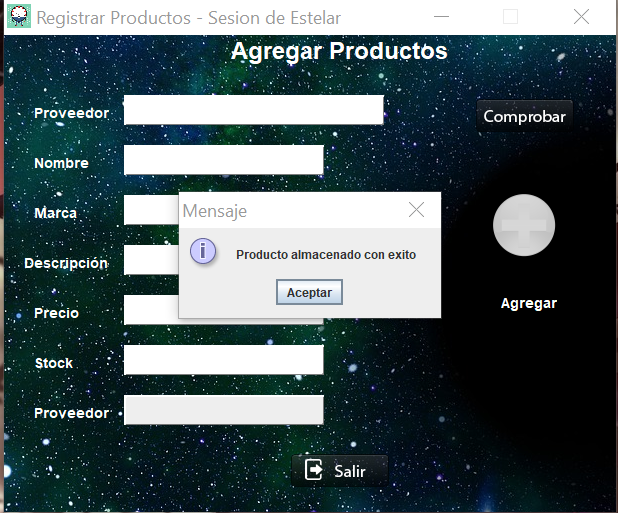 Registrar Productos - Sesion de Estelar
Agregar Productos
Proveedor
Comprobar
Nombre
Marca
Mensaje
Producto almacenado con exito
Aceptar
Descripción
Precio
Agregar
Stock
Proveedor
Salir